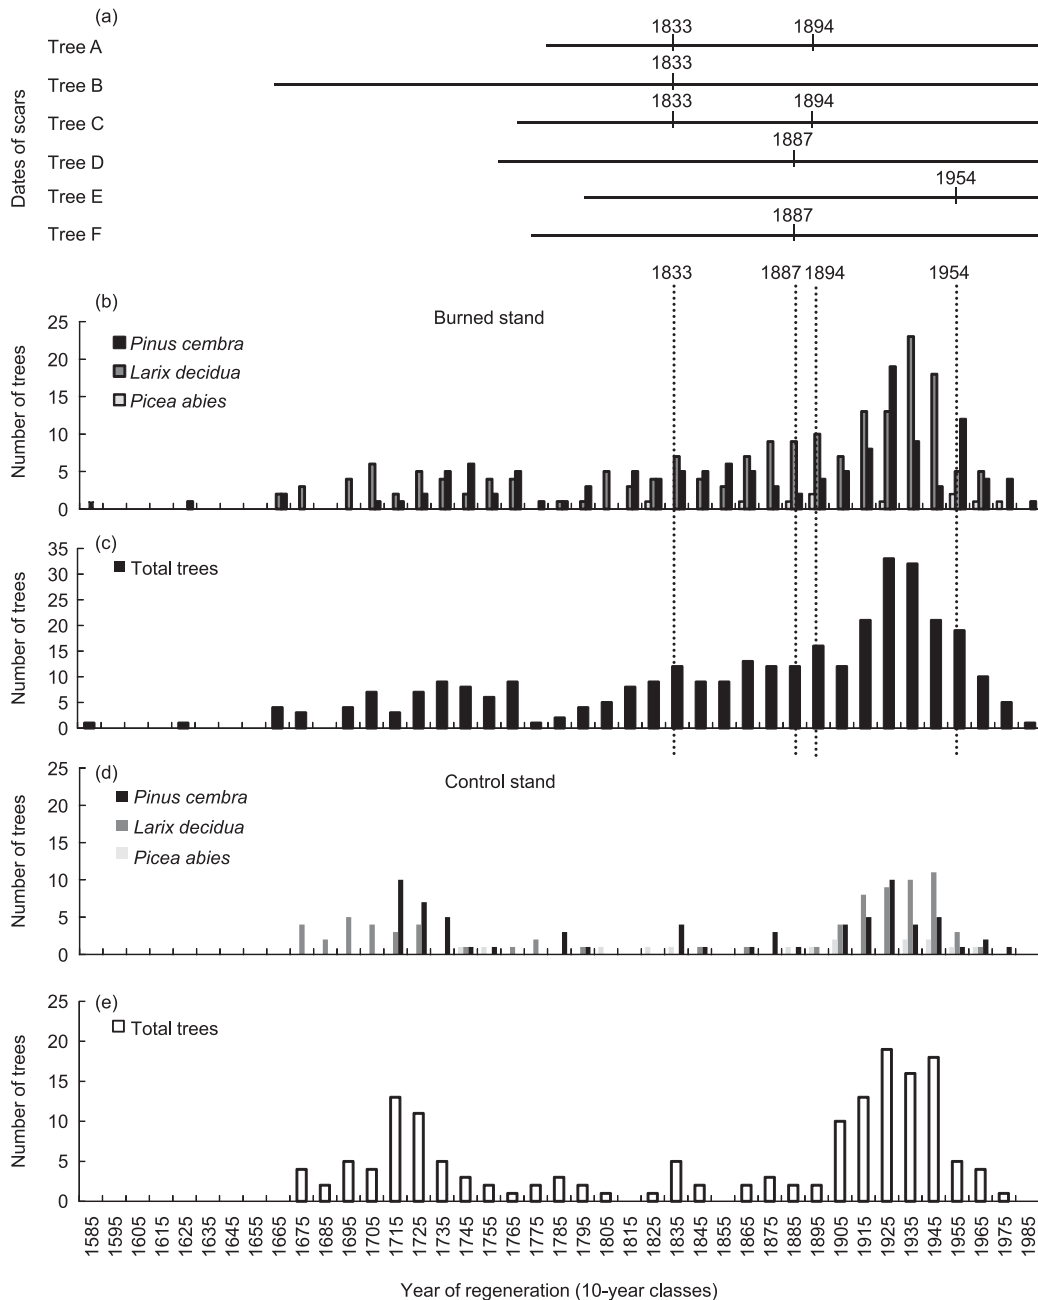 (a)
1833 1894
Tree A
1833
Tree B
1833 1894
Tree C
1887
Tree D
1954
Tree E
1887
Tree F
Dates of scars
1833 1887 1894 1954
(b)
Burned stand
25
20
15
10
5
0
Number of trees
Pinus cembra
Larix decidua
Picea abies
(c)
35
30
25
20
15
10
5
0
Number of trees
Total trees
(d)
Control stand
25
20
15
10
5
0
Number of trees
Pinus cembra
Larix decidua
Picea abies
(e)
25
20
15
10
5
0
Number of trees
Total trees
1585 1595 1605 1615 1625 1635 1645 1655 1665 1675 1685 1695 1705 1715 1725 1735 1745 1755 1765 1775 1785 1795 1805 1815 1825 1835 1845 1855 1865 1875 1885 1895 1905 1915 1925 1935 1945 1955 1965 1975 1985
Year of regeneration (10-year classes)